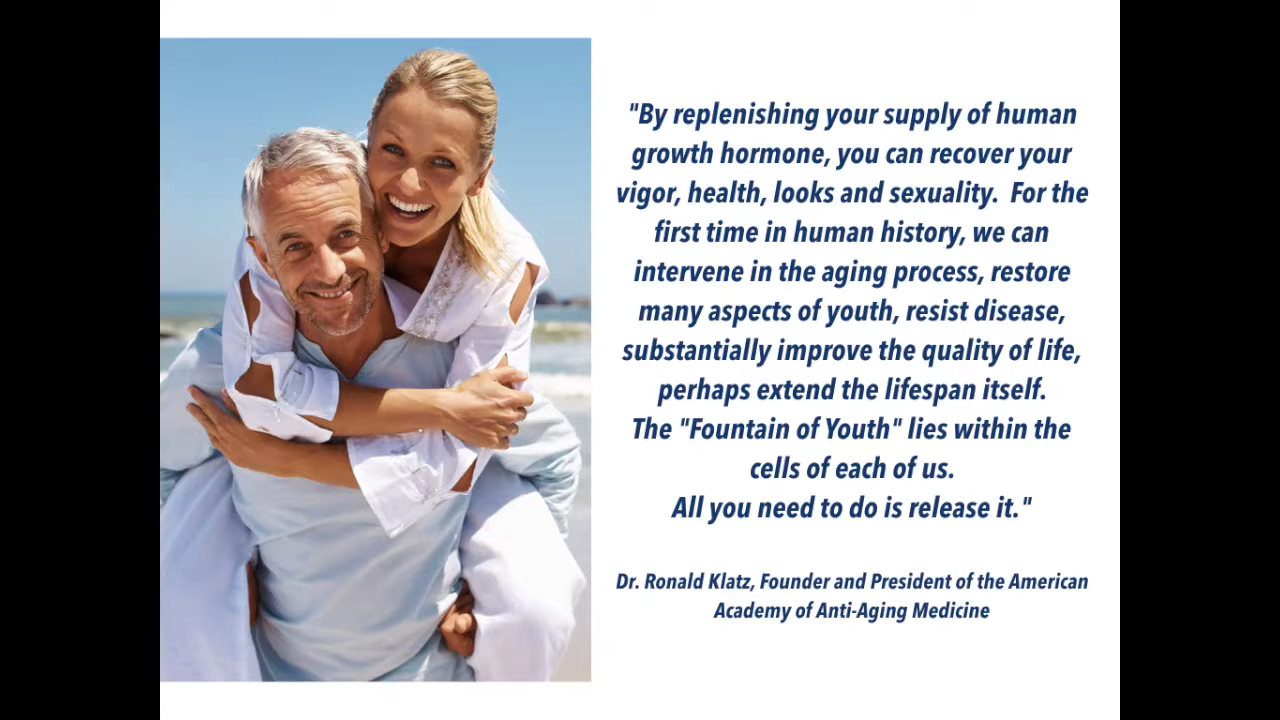 "By replenishing your supply of human
growth hormone, you can recover your
vigor, health, looks and sexuality.  For the
first time in human history, we can
intervene in the aging process, restore
many aspects of youth, resist disease,
substantially improve the quality of life,
perhaps extend the lifespan itself.
The "Fountain of Youth" lies within the
cells of each of us.
All you need to do is release it."
Dr. Ronald Klatz, Founder and President of the American
Academy of Anti-Aging Medicine